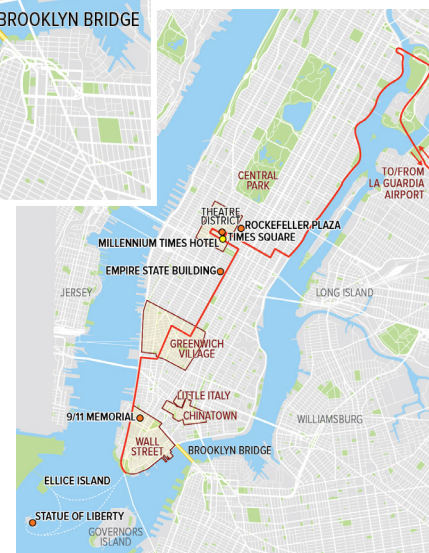 BROOKLYN BRIDGE
CENTRAL
PARK
TO/FROM
LA GUARDIA
AIRPORT
THEATRE
DISTRICT
ROCKEFELLER PLAZA
TIMES SQUARE
MILLENNIUM TIMES HOTEL
EMPIRE STATE BUILDING
JERSEY
LONG ISLAND
GREENWICH
VILLAGE
LITTLE ITALY
CHINATOWN
9/11 MEMORIAL
WILLIAMSBURG
WALL
STREET
BROOKLYN BRIDGE
ELLICE ISLAND
STATUE OF LIBERTY
GOVERNORS
ISLAND